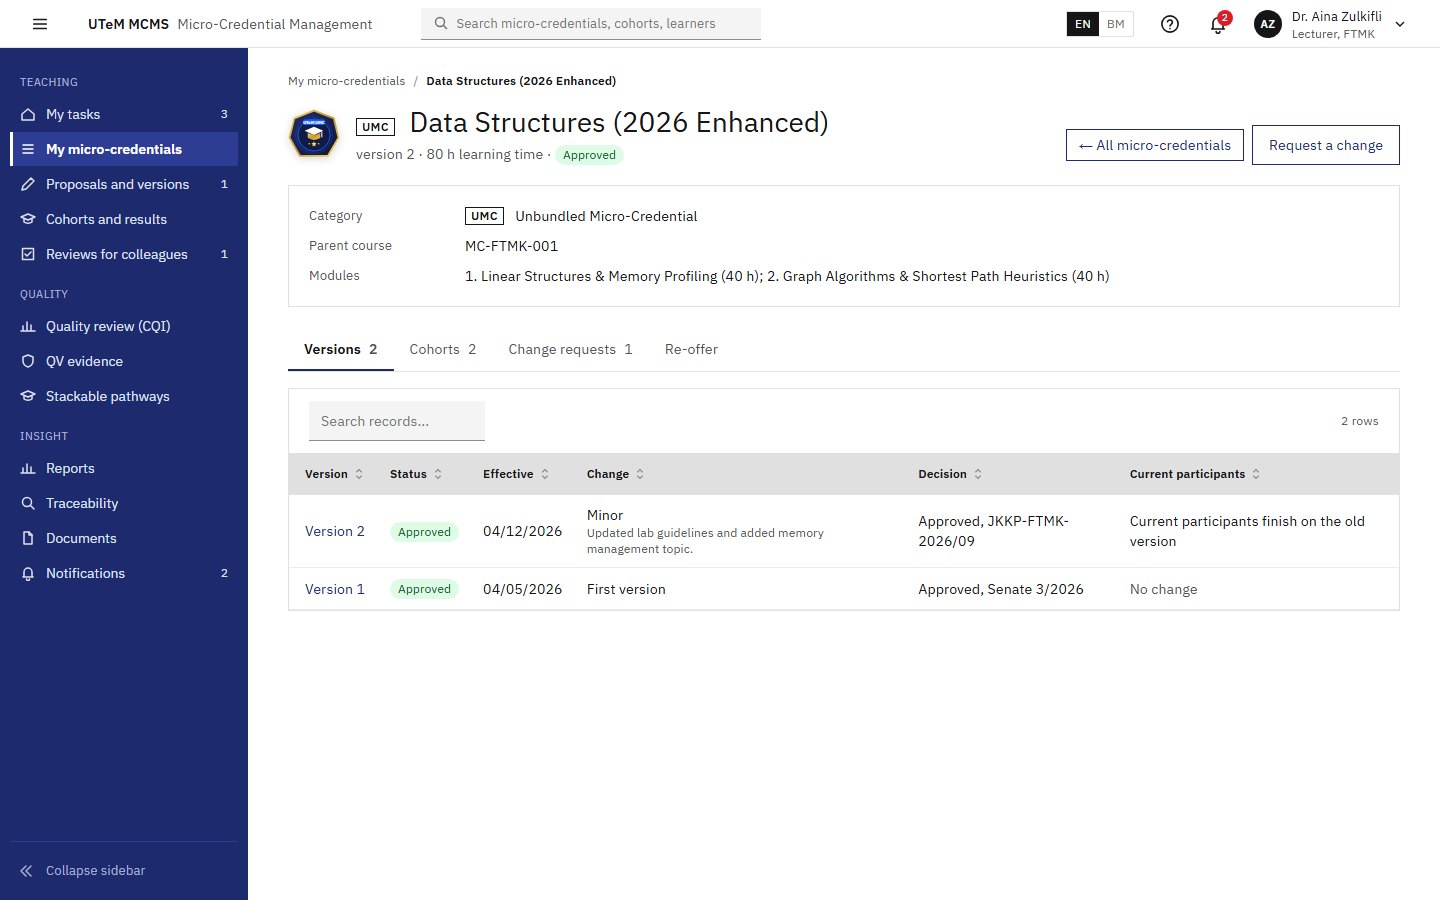 UTeM MCMS Micro-Credential Management
Search micro-credentials, cohorts, learners
EN BM
2
AZ
Dr. Aina Zulkifli
Lecturer, FTMK
TEACHING
My tasks 3
My micro-credentials
Proposals and versions 1
Cohorts and results
Reviews for colleagues 1
QUALITY
Quality review (CQI)
QV evidence
Stackable pathways
INSIGHT
Reports
Traceability
Documents
Notifications 2
Collapse sidebar
My micro-credentials / Data Structures (2026 Enhanced)
UMC Data Structures (2026 Enhanced)
version 2 · 80 h learning time · Approved
← All micro-credentials
Request a change
Category UMC Unbundled Micro-Credential
Parent course MC-FTMK-001
Modules 1. Linear Structures & Memory Profiling (40 h); 2. Graph Algorithms & Shortest Path Heuristics (40 h)
Versions 2 Cohorts 2 Change requests 1 Re-offer
Search records... 2 rows
Version Status Effective Change Decision Current participants
Version 2 Approved 04/12/2026 Minor
Updated lab guidelines and added memory
management topic.
Approved, JKKP-FTMK-
2026/09
Current participants finish on the old
version
Version 1 Approved 04/05/2026 First version Approved, Senate 3/2026 No change